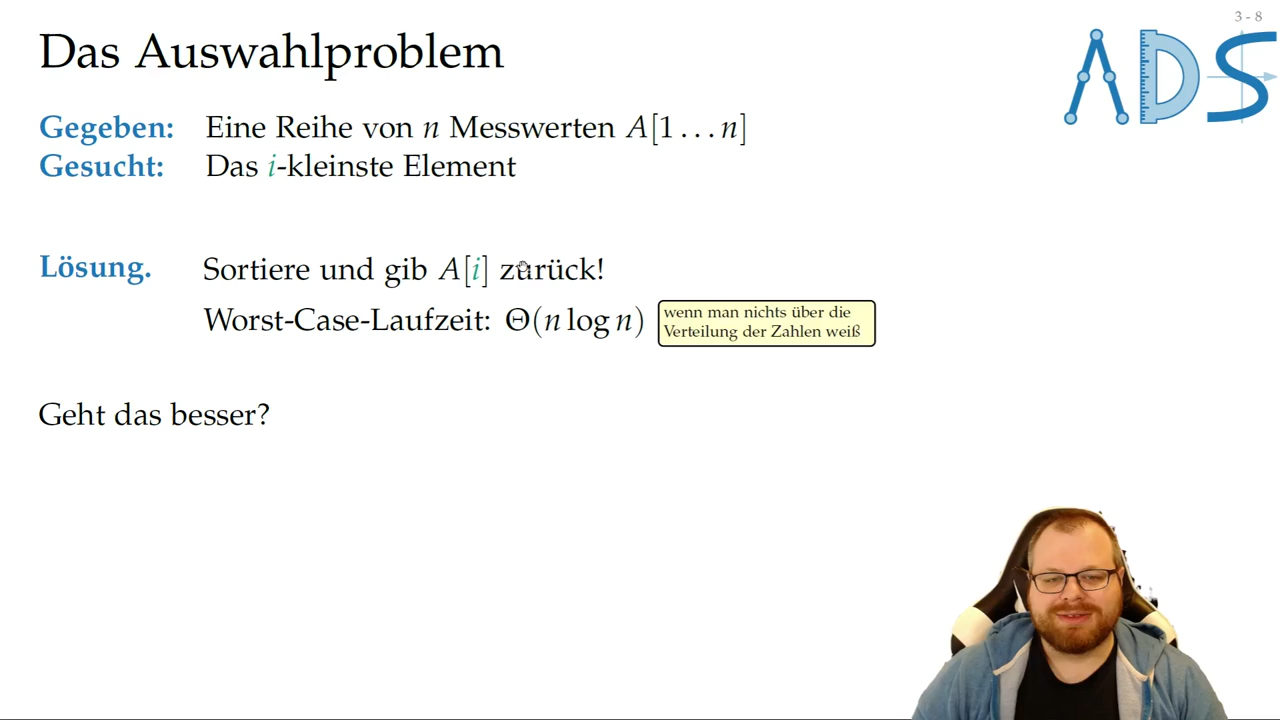 3 - 8
Das Auswahlproblem
ADS
Gegeben: Eine Reihe von n Messwerten A[1 … n]
Gesucht: Das i-kleinste Element
Lösung. Sortiere und gib A[i] zurück!
Worst-Case-Laufzeit: Θ(n log n)
wenn man nichts über die
Verteilung der Zahlen weiß
Geht das besser?